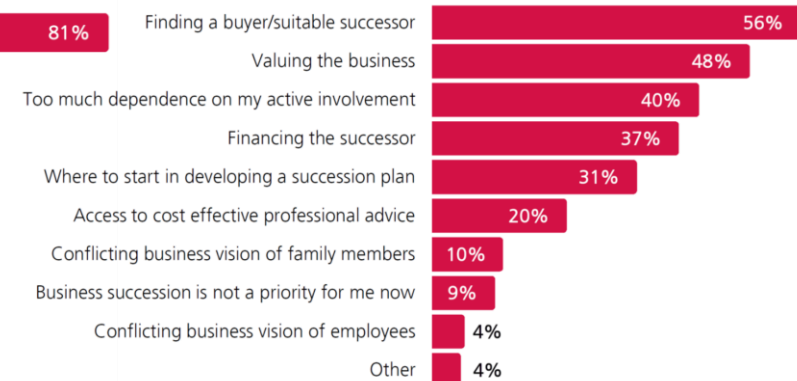 81%
Finding a buyer/suitable successor 56%
Valuing the business 48%
Too much dependence on my active involvement 40%
Financing the successor 37%
Where to start in developing a succession plan 31%
Access to cost effective professional advice 20%
Conflicting business vision of family members 10%
Business succession is not a priority for me now 9%
Conflicting business vision of employees 4%
Other 4%